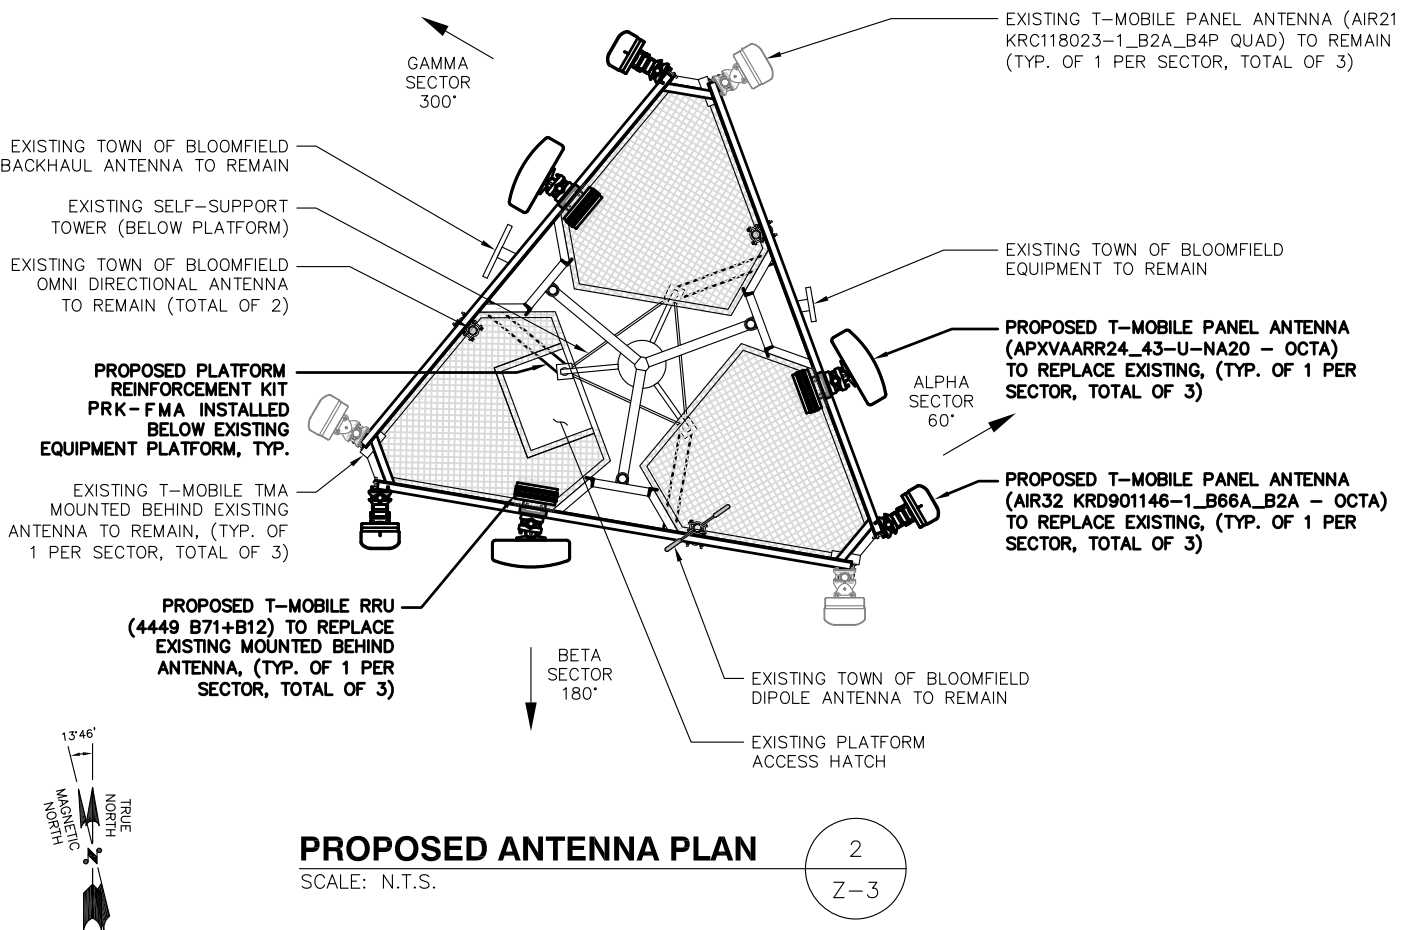 EXISTING T-MOBILE PANEL ANTENNA (AIR21
KRC118023-1_B2A_B4P QUAD) TO REMAIN
(TYP. OF 1 PER SECTOR, TOTAL OF 3)
GAMMA
SECTOR
300°
EXISTING TOWN OF BLOOMFIELD
BACKHAUL ANTENNA TO REMAIN
EXISTING SELF-SUPPORT
TOWER (BELOW PLATFORM)
EXISTING TOWN OF BLOOMFIELD
OMNI DIRECTIONAL ANTENNA
TO REMAIN (TOTAL OF 2)
EXISTING TOWN OF BLOOMFIELD
EQUIPMENT TO REMAIN
PROPOSED T-MOBILE PANEL ANTENNA
(APXVAARR24_43-U-NA20 - OCTA)
TO REPLACE EXISTING, (TYP. OF 1 PER
SECTOR, TOTAL OF 3)
PROPOSED PLATFORM
REINFORCEMENT KIT
PRK-FMA INSTALLED
BELOW EXISTING
EQUIPMENT PLATFORM, TYP.
ALPHA
SECTOR
60°
PROPOSED T-MOBILE PANEL ANTENNA
(AIR32 KRD901146-1_B66A_B2A - OCTA)
TO REPLACE EXISTING, (TYP. OF 1 PER
SECTOR, TOTAL OF 3)
EXISTING T-MOBILE TMA
MOUNTED BEHIND EXISTING
ANTENNA TO REMAIN, (TYP. OF
1 PER SECTOR, TOTAL OF 3)
PROPOSED T-MOBILE RRU
(4449 B71+B12) TO REPLACE
EXISTING MOUNTED BEHIND
ANTENNA, (TYP. OF 1 PER
SECTOR, TOTAL OF 3)
BETA
SECTOR
180°
EXISTING TOWN OF BLOOMFIELD
DIPOLE ANTENNA TO REMAIN
EXISTING PLATFORM
ACCESS HATCH
13°46'
TRUE
NORTH
MAGNETIC
NORTH
N
PROPOSED ANTENNA PLAN
SCALE: N.T.S.
2
Z-3